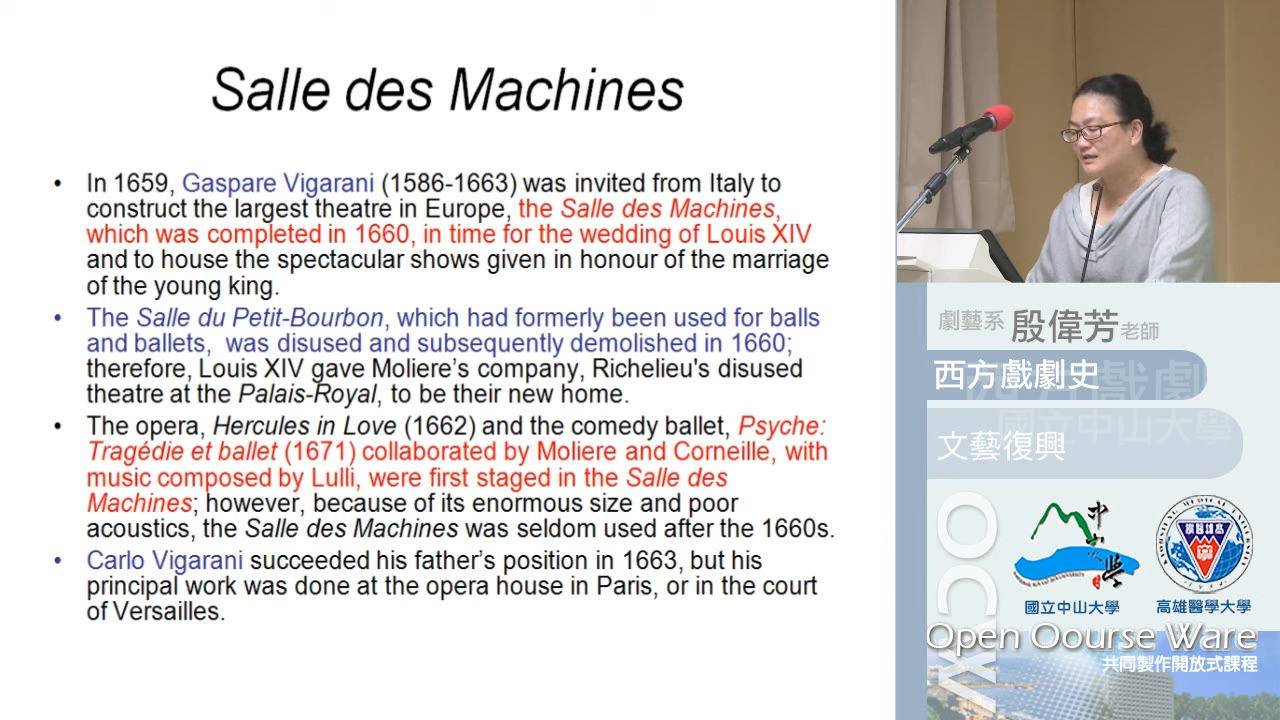 Salle des Machines
• In 1659, Gaspare Vigarani (1586-1663) was invited from Italy to
construct the largest theatre in Europe, the Salle des Machines,
which was completed in 1660, in time for the wedding of Louis XIV
and to house the spectacular shows given in honour of the marriage
of the young king.
• The Salle du Petit-Bourbon, which had formerly been used for balls
and ballets, was disused and subsequently demolished in 1660;
therefore, Louis XIV gave Moliere's company, Richelieu's disused
theatre at the Palais-Royal, to be their new home.
• The opera, Hercules in Love (1662) and the comedy ballet, Psyche:
Tragédie et ballet (1671) collaborated by Moliere and Corneille, with
music composed by Lulli, were first staged in the Salle des
Machines; however, because of its enormous size and poor
acoustics, the Salle des Machines was seldom used after the 1660s.
• Carlo Vigarani succeeded his father's position in 1663, but his
principal work was done at the opera house in Paris, or in the court
of Versailles.
劇藝系 殷偉芳老師
西方戲劇史
國立中山大學
文藝復興
OCW
中山大學
國立中山大學
高雄醫學大學
Open Oourse Ware
共同製作開放式課程